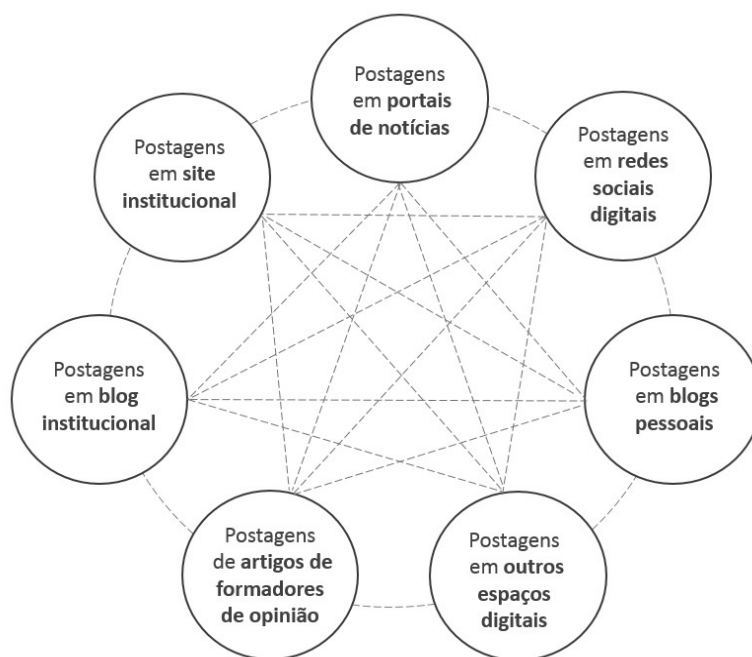 Postagens
em portais
de notícias
Postagens
em redes
sociais
digitais
Postagens
em site
institucional
Postagens
em blog
institucional
Postagens
em blogs
pessoais
Postagens
de artigos de
formadores
de opinião
Postagens
em outros
espaços
digitais